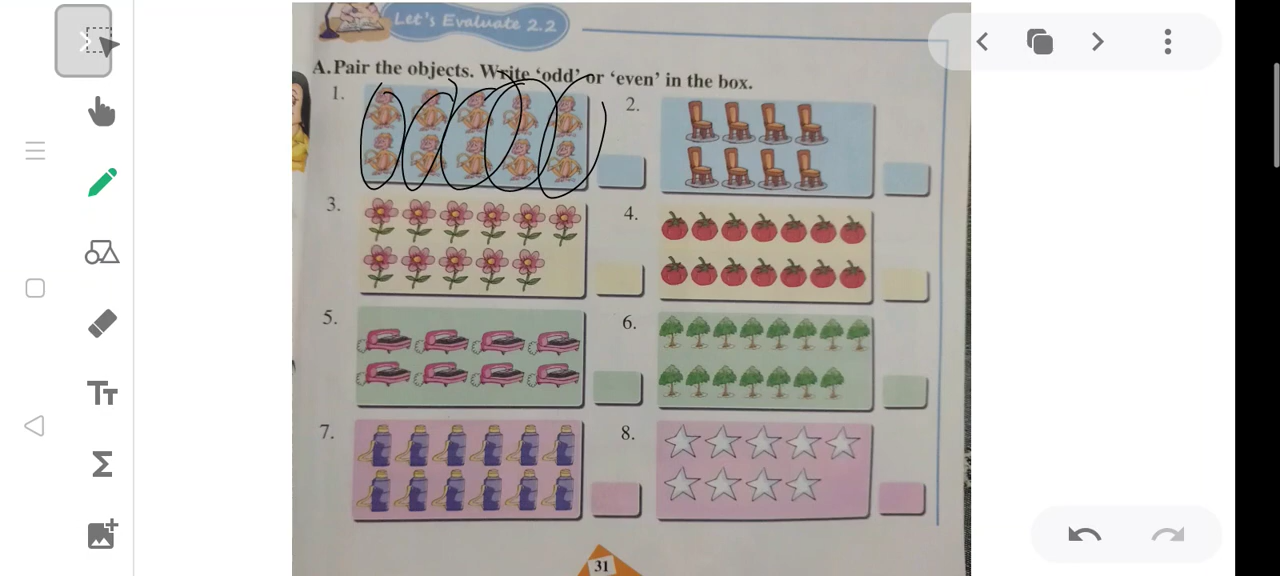 Let's Evaluate 2.2
A. Pair the objects. Write 'odd' or 'even' in the box.
1.
2.
3.
4.
5.
6.
7.
8.
31
Tт
Σ